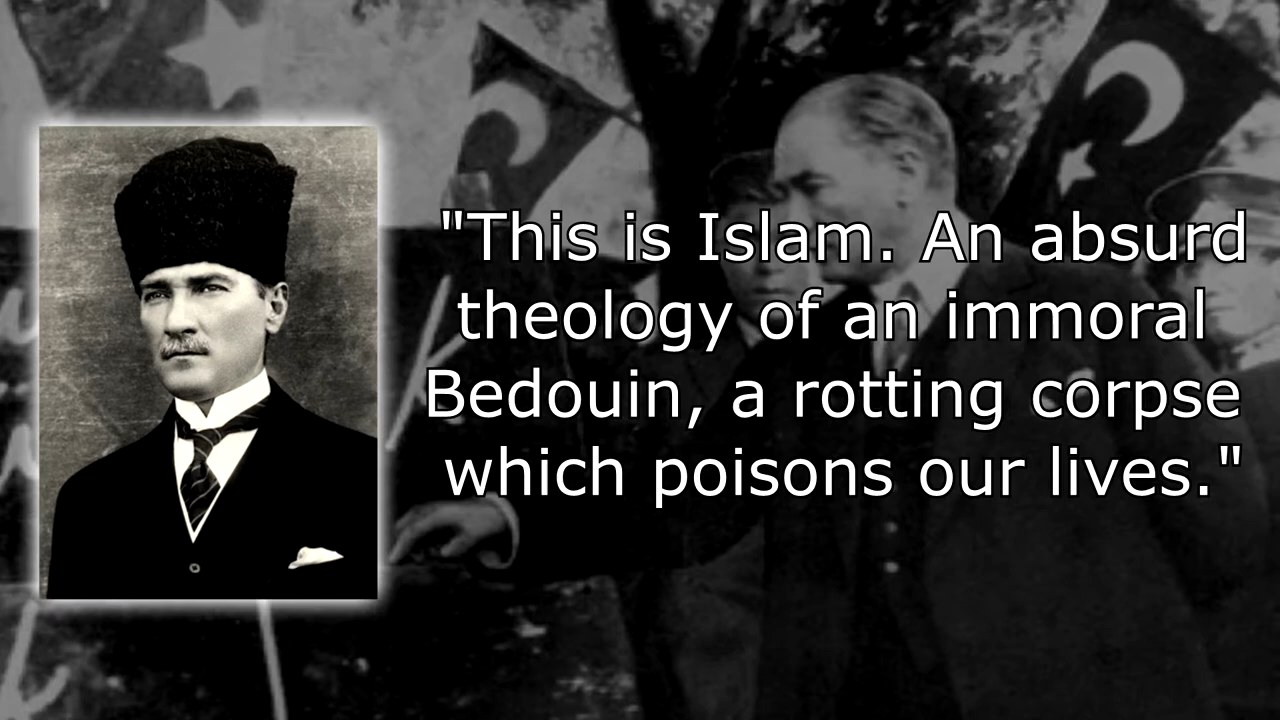 "This is Islam. An absurd
theology of an immoral
Bedouin, a rotting corpse
which poisons our lives."